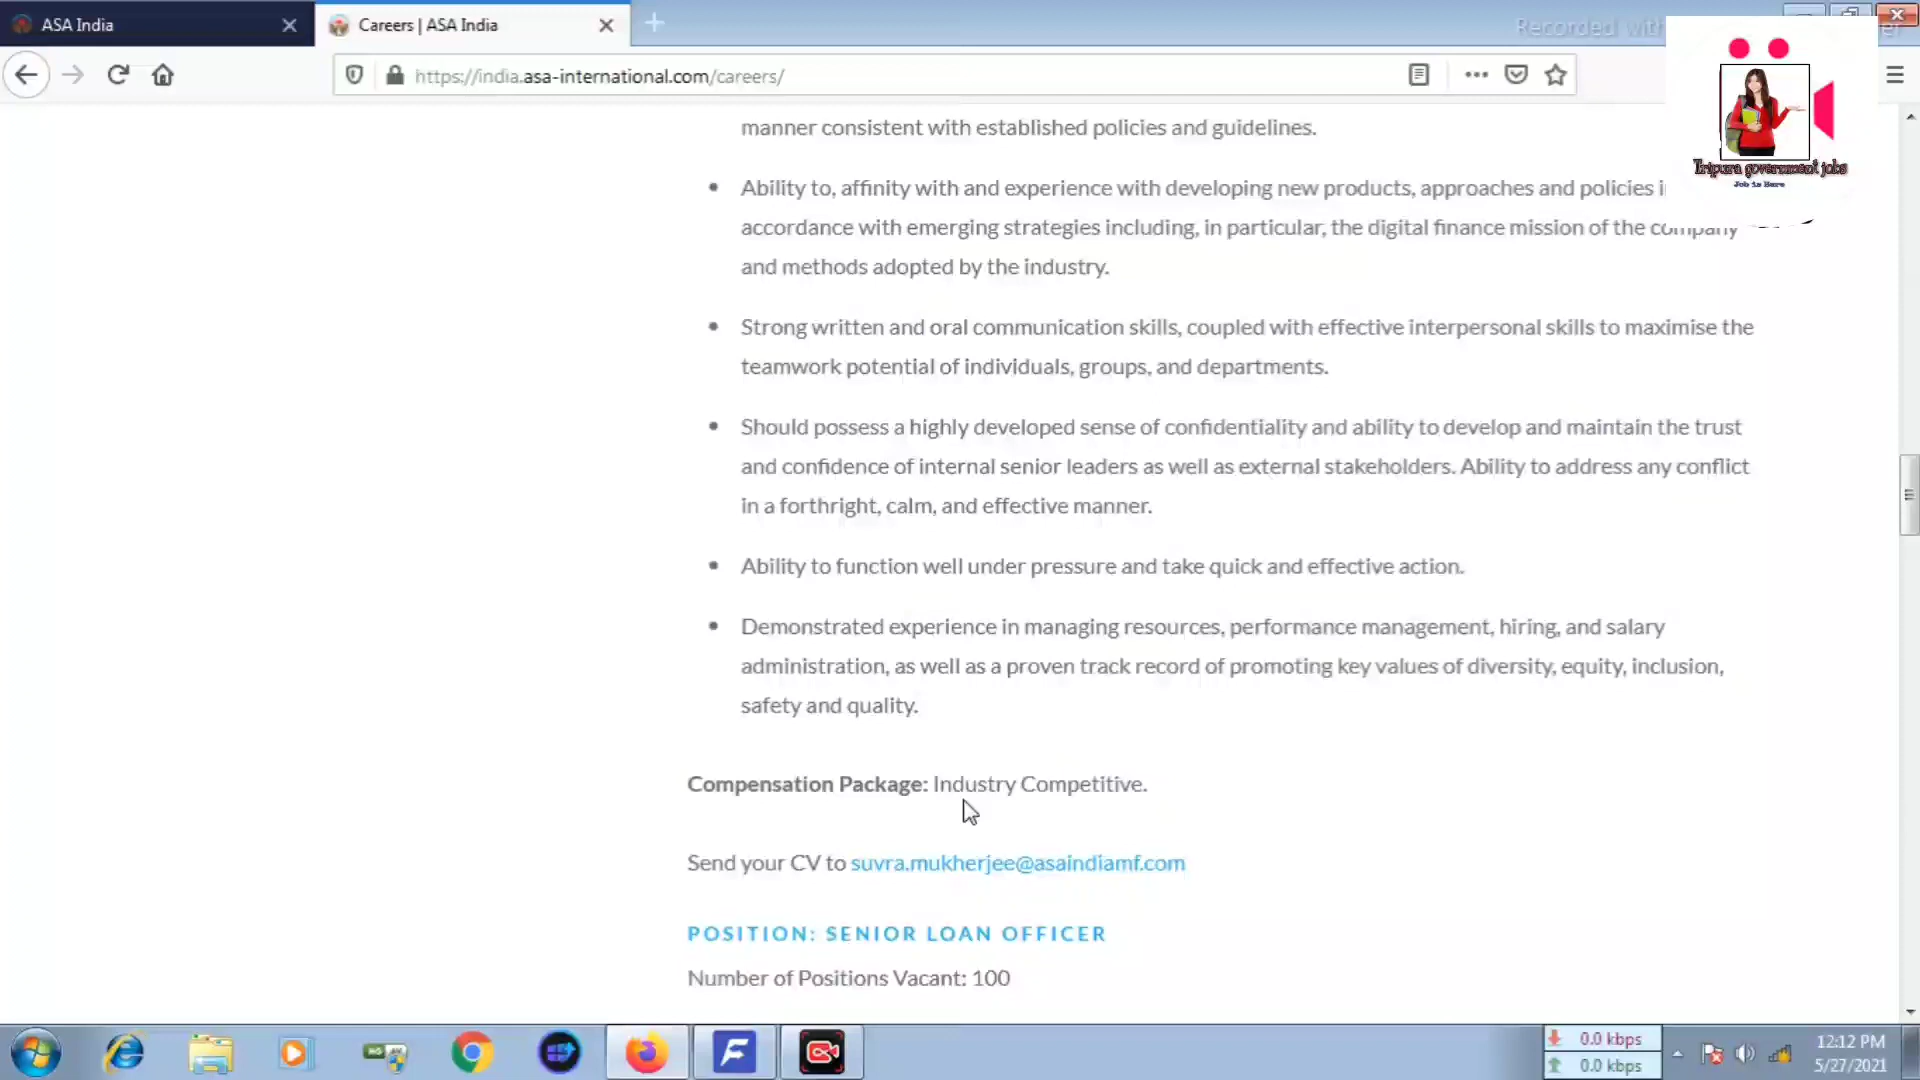 ASA India
Careers | ASA India
Recorded with
https://india.asa-international.com/careers/
Tripura government jobs
Job is Here
manner consistent with established policies and guidelines.
Ability to, affinity with and experience with developing new products, approaches and policies
accordance with emerging strategies including, in particular, the digital finance mission of the company
and methods adopted by the industry.
Strong written and oral communication skills, coupled with effective interpersonal skills to maximise the
teamwork potential of individuals, groups, and departments.
Should possess a highly developed sense of confidentiality and ability to develop and maintain the trust
and confidence of internal senior leaders as well as external stakeholders. Ability to address any conflict
in a forthright, calm, and effective manner.
Ability to function well under pressure and take quick and effective action.
Demonstrated experience in managing resources, performance management, hiring, and salary
administration, as well as a proven track record of promoting key values of diversity, equity, inclusion,
safety and quality.
Compensation Package: Industry Competitive.
Send your CV to suvra.mukherjee@asaindiamf.com
POSITION: SENIOR LOAN OFFICER
Number of Positions Vacant: 100
0.0 kbps
0.0 kbps
12:12 PM
5/27/2021